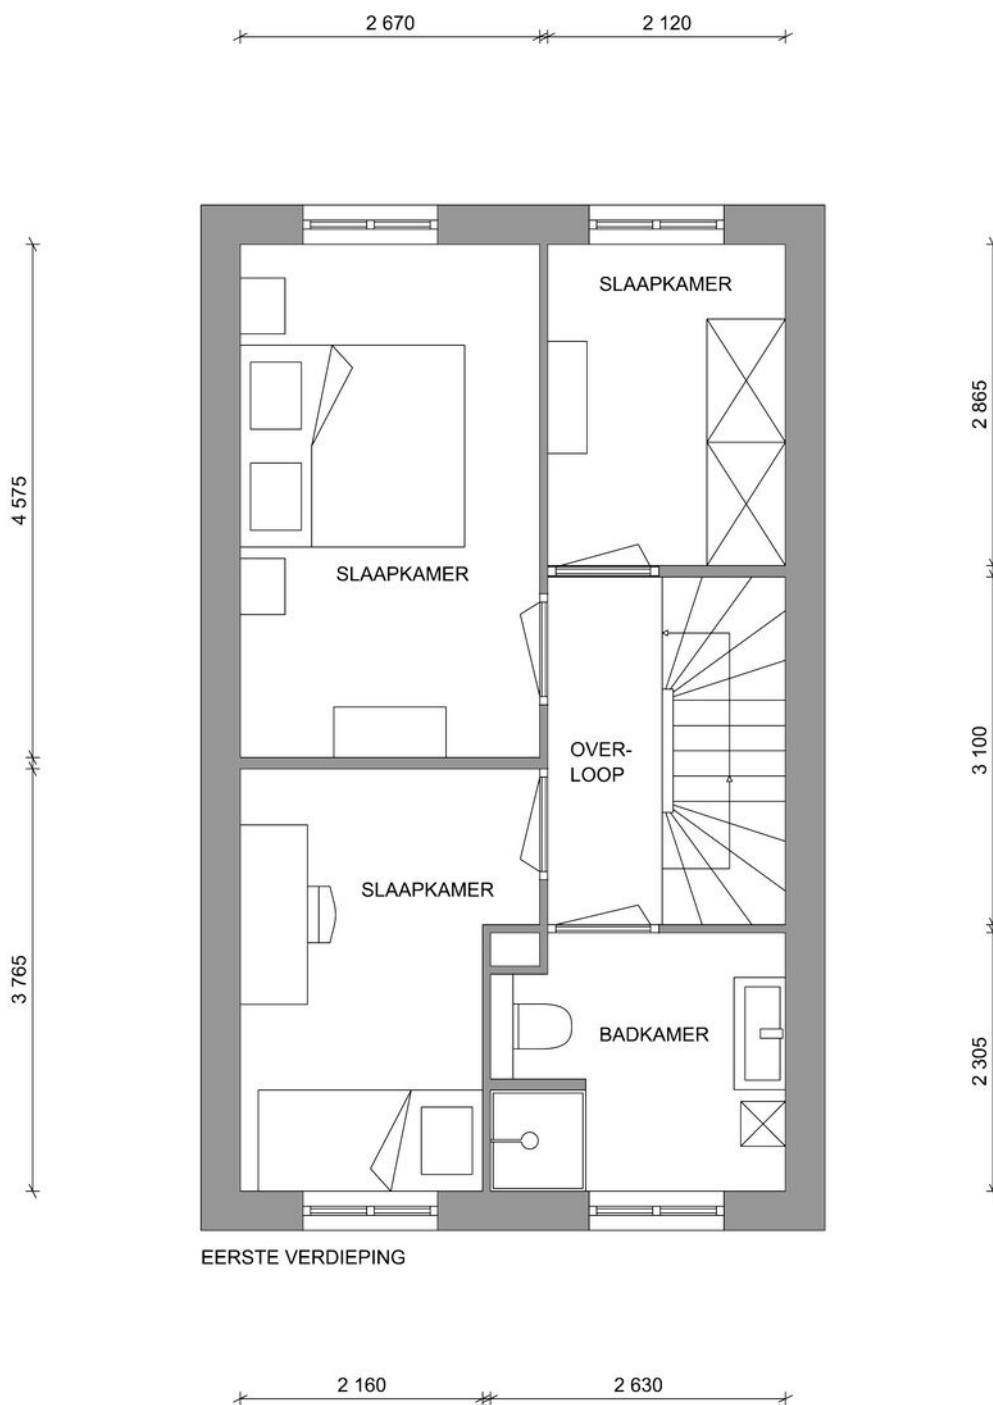 2 670
2 120
SLAAPKAMER
2 865
4 575
SLAAPKAMER
OVER-
LOOP
3 100
SLAAPKAMER
3 765
BADKAMER
2 305
EERSTE VERDIEPING
2 160
2 630